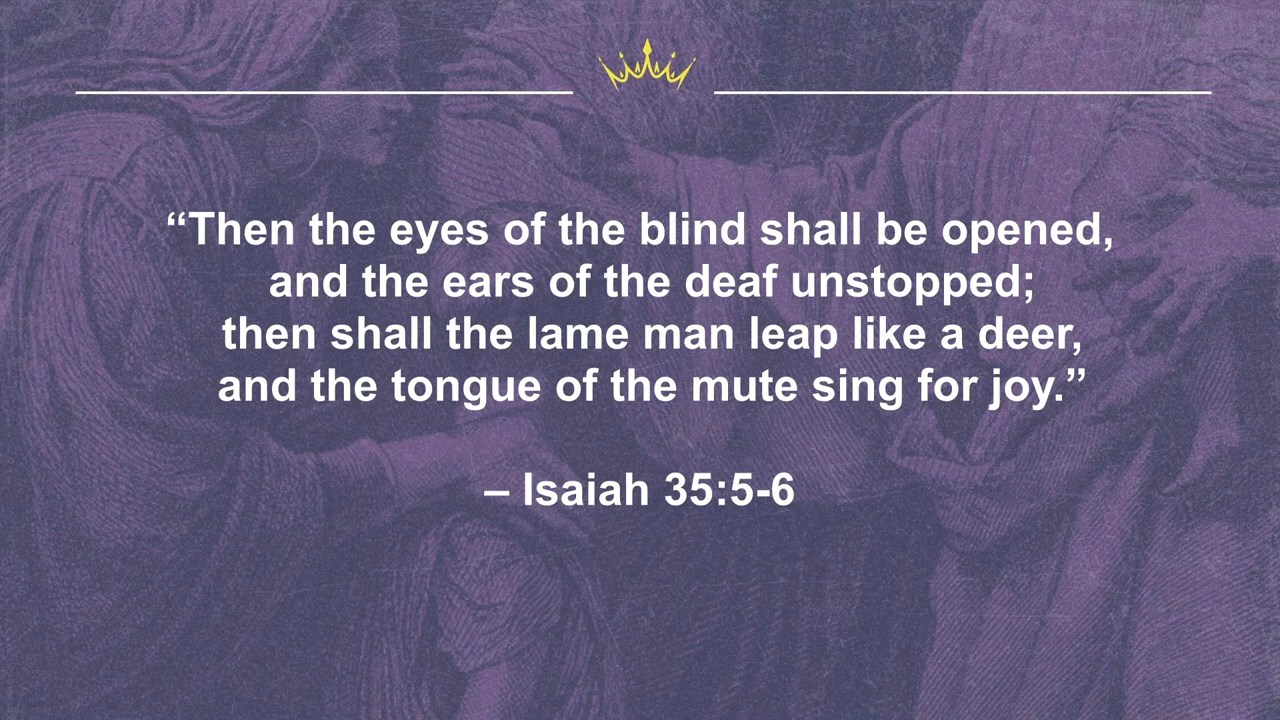 “Then the eyes of the blind shall be opened,
and the ears of the deaf unstopped;
then shall the lame man leap like a deer,
and the tongue of the mute sing for joy.”
– Isaiah 35:5-6